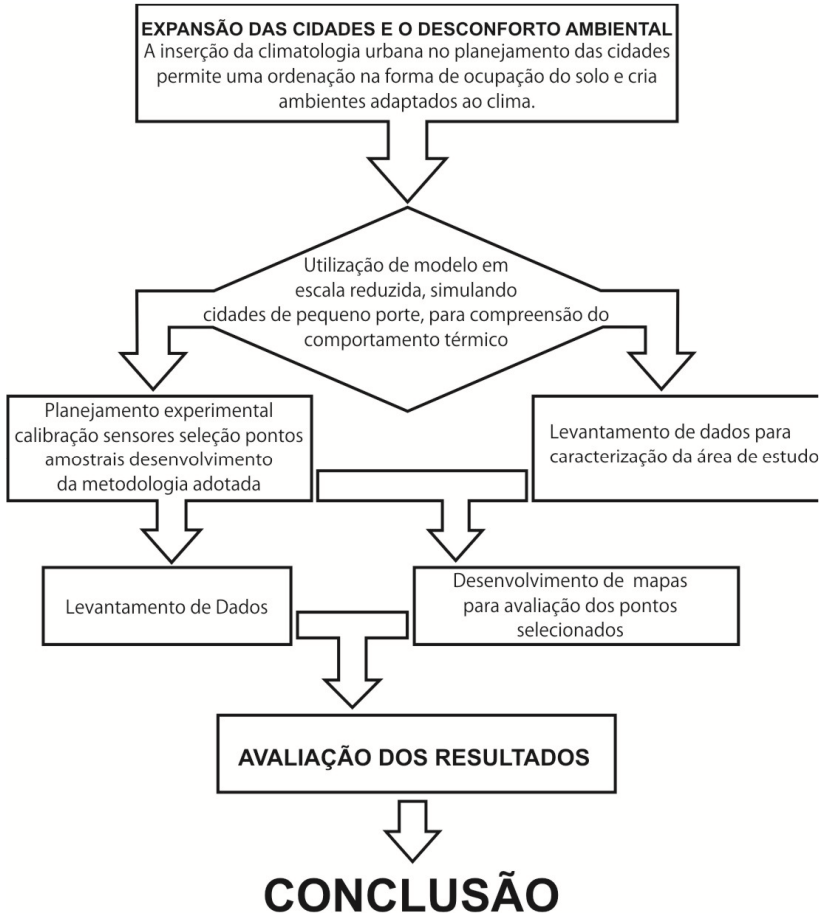 EXPANSÃO DAS CIDADES E O DESCONFORTO AMBIENTAL
A inserção da climatologia urbana no planejamento das cidades
permite uma ordenação na forma de ocupação do solo e cria
ambientes adaptados ao clima.
Utilização de modelo em
escala reduzida, simulando
cidades de pequeno porte, para compreensão do
comportamento térmico
Planejamento experimental
calibração sensores seleção pontos
amostrais desenvolvimento
da metodologia adotada
Levantamento de dados para
caracterização da área de estudo
Levantamento de Dados
Desenvolvimento de mapas
para avaliação dos pontos
selecionados
AVALIAÇÃO DOS RESULTADOS
CONCLUSÃO